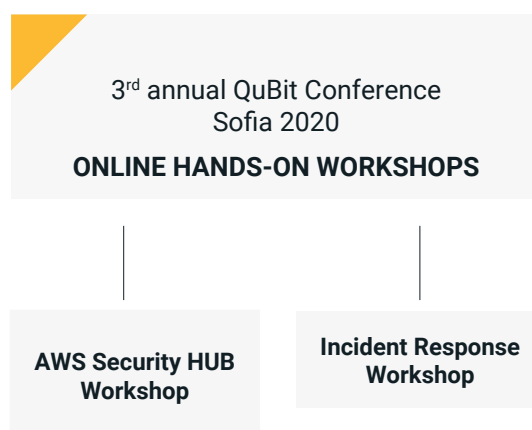 3rd annual QuBit Conference
Sofia 2020
ONLINE HANDS-ON WORKSHOPS
AWS Security HUB
Workshop
Incident Response
Workshop